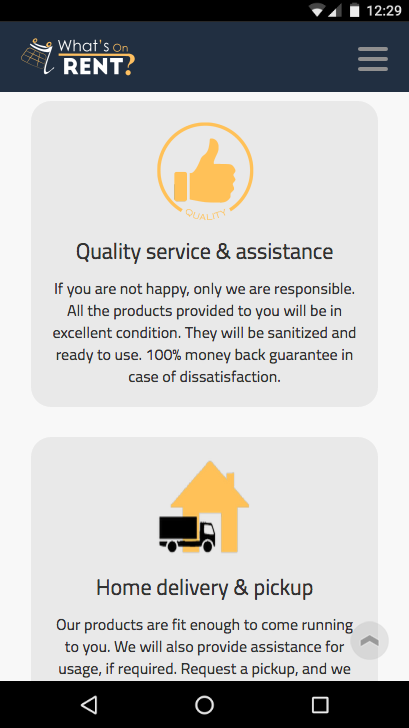 12:29
What's On
RENT?
QUALITY
Quality service & assistance
If you are not happy, only we are responsible.
All the products provided to you will be in
excellent condition. They will be sanitized and
ready to use. 100% money back guarantee in
case of dissatisfaction.
Home delivery & pickup
Our products are fit enough to come running
to you. We will also provide assistance for
usage, if required. Request a pickup, and we